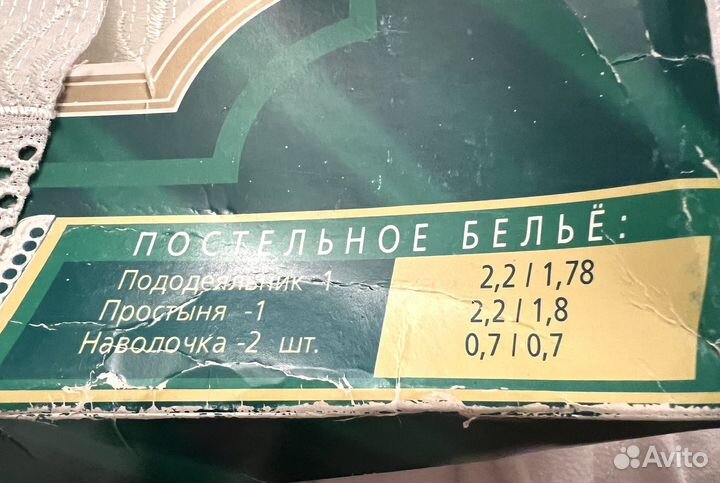 ПОСТЕЛЬНОЕ БЕЛЬЁ:
Пододеяльник 1 2,2 / 1,78
Простыня -1 2,2 / 1,8
Наволочка -2 шт. 0,7 / 0,7
Avito